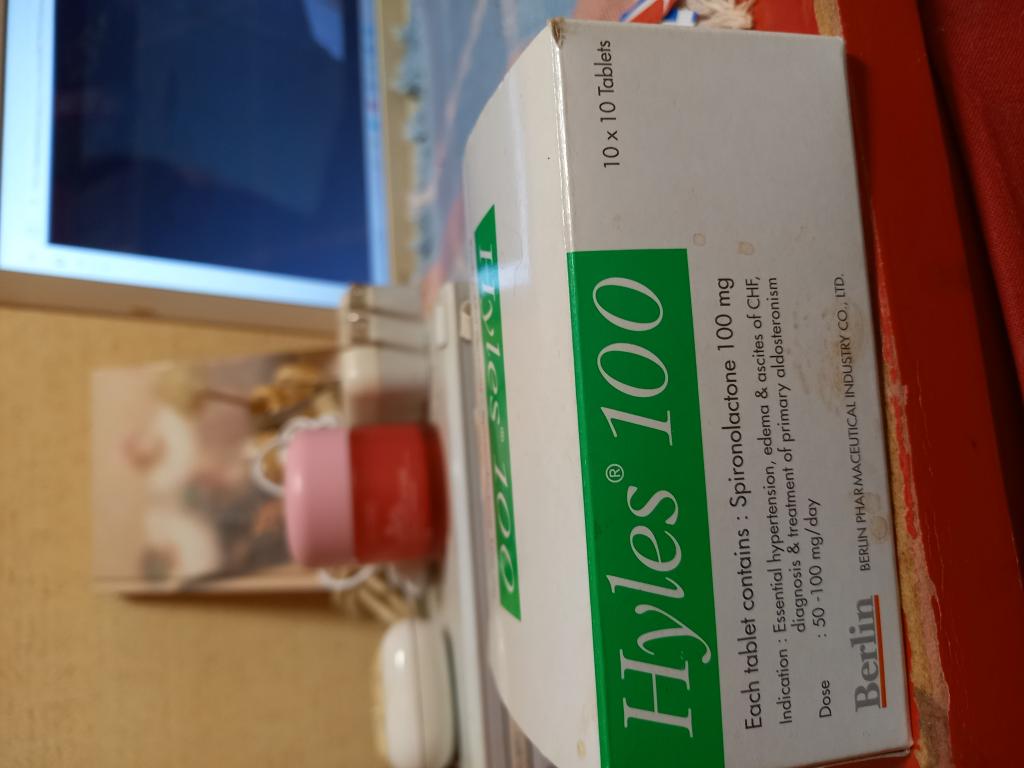 Hyles® 100
10 x 10 Tablets
Hyles® 100
Each tablet contains : Spironolactone 100 mg
Indication : Essential hypertension, edema & ascites of CHF,
diagnosis & treatment of primary aldosteronism
Dose : 50 -100 mg/day
Berlin BERLIN PHARMACEUTICAL INDUSTRY CO., LTD.